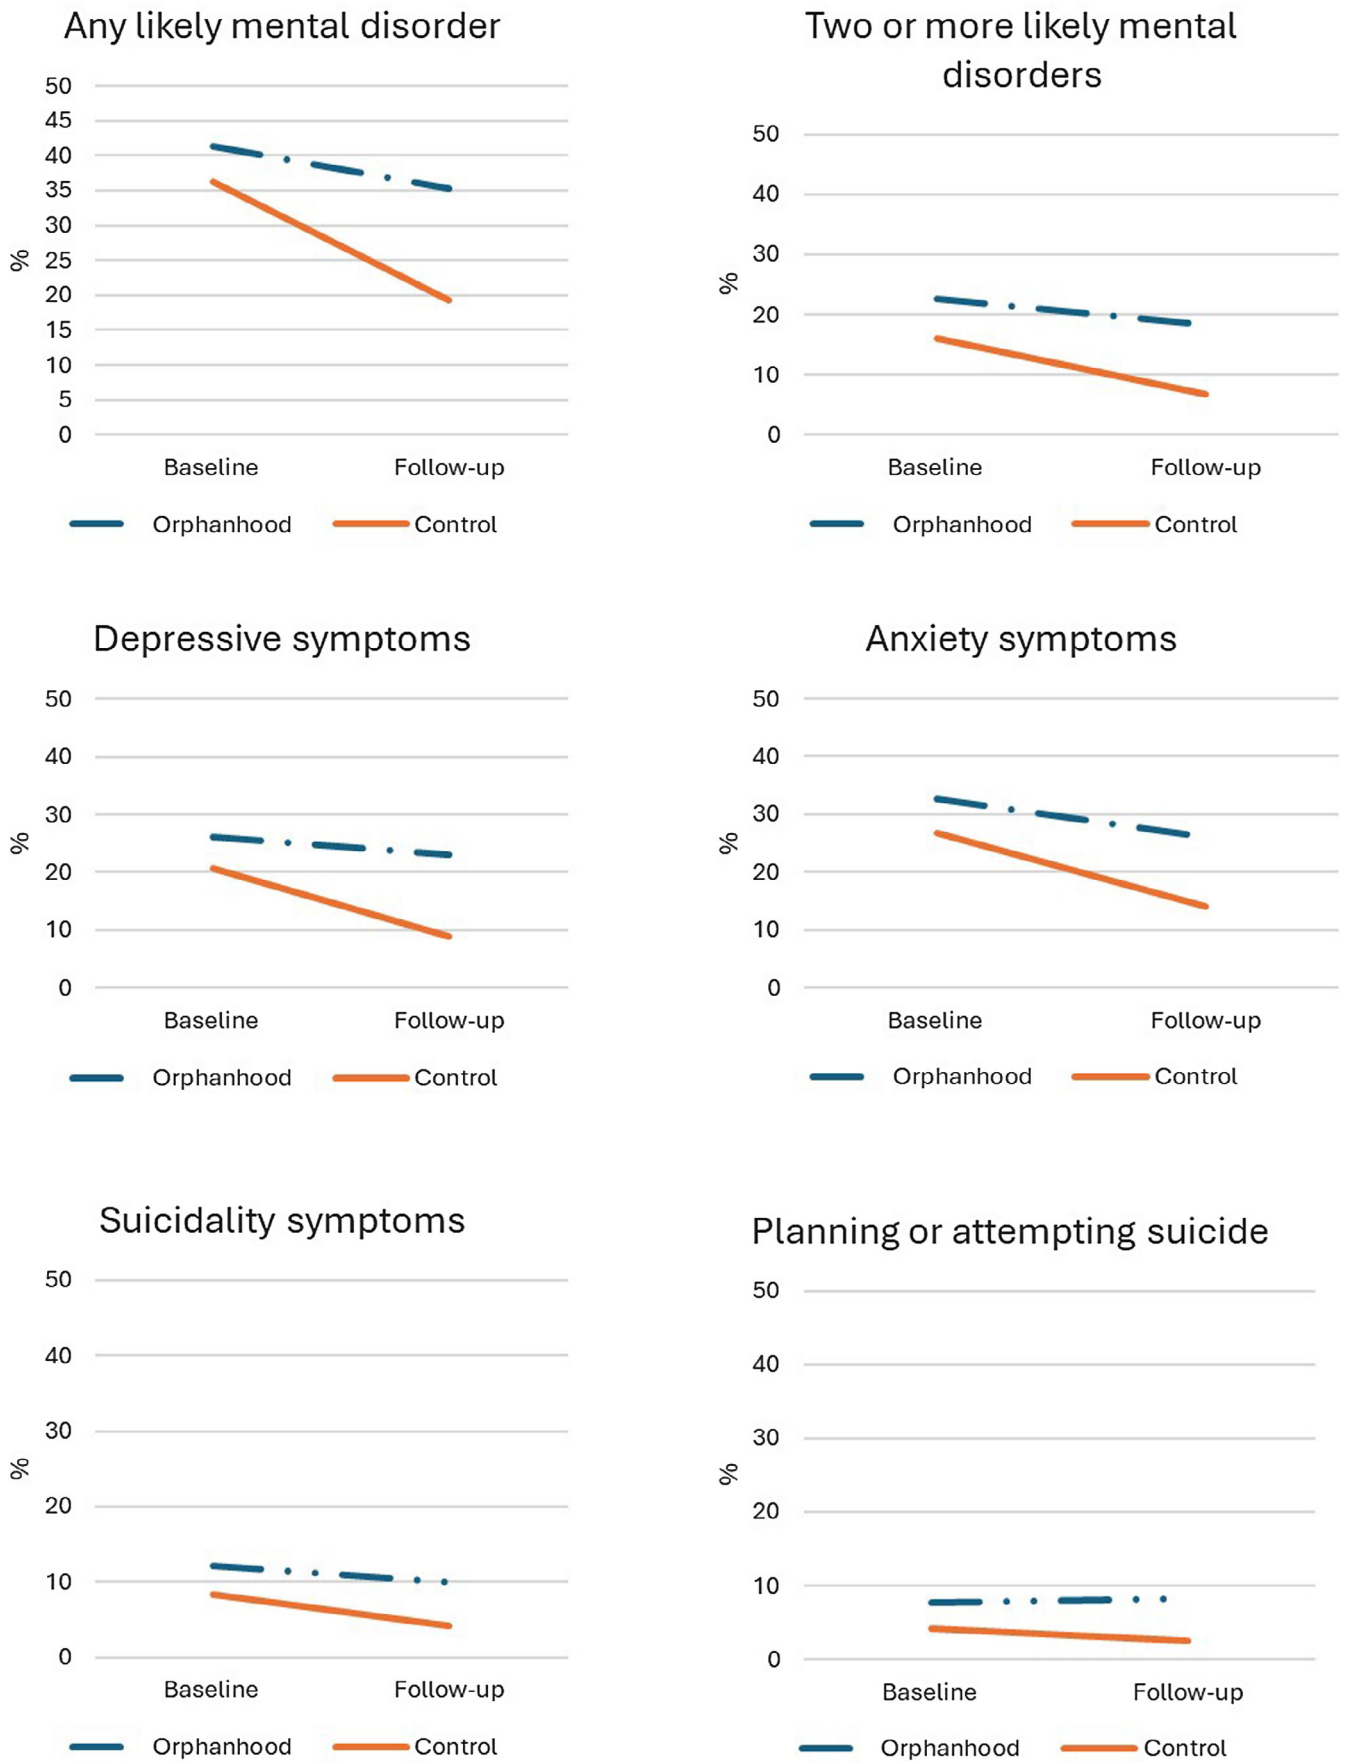 Any likely mental disorder
50
45
40
35
30
25
20
15
10
5
0
%
Baseline Follow-up
Orphanhood Control
Two or more likely mental
disorders
50
40
30
20
10
0
%
Baseline Follow-up
Orphanhood Control
Depressive symptoms
50
40
30
20
10
0
%
Baseline Follow-up
Orphanhood Control
Anxiety symptoms
50
40
30
20
10
0
%
Baseline Follow-up
Orphanhood Control
Suicidality symptoms
50
40
30
20
10
0
%
Baseline Follow-up
Orphanhood Control
Planning or attempting suicide
50
40
30
20
10
0
%
Baseline Follow-up
Orphanhood Control